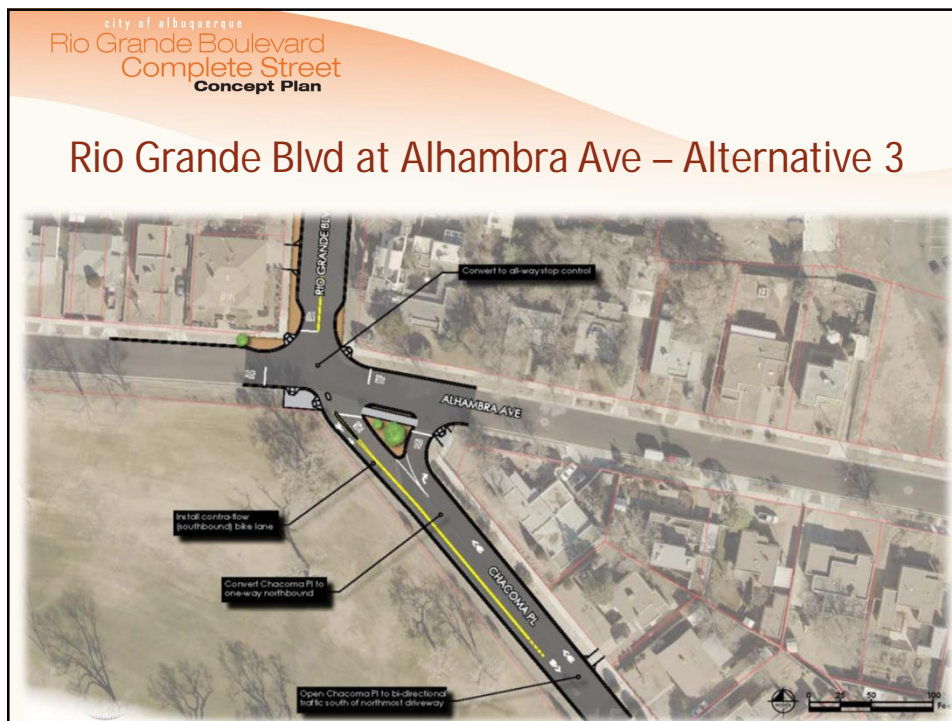 city of albuquerque
Rio Grande Boulevard
Complete Street
Concept Plan
Rio Grande Blvd at Alhambra Ave – Alternative 3
RIO GRANDE BLV
Convert to all-way stop control
ALHAMBRA AVE
Install contra-flow
(southbound) bike lane
Convert Chacoma Pl to
one-way northbound
CHACOMA PL
Open Chacoma Pl to bi-directional
traffic south of northmost driveway
NORTH
0 25 50 100
Fe